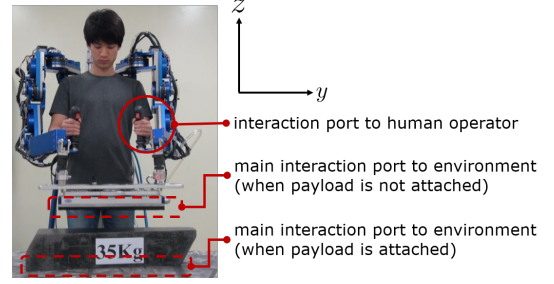 z
y
interaction port to human operator
main interaction port to environment
(when payload is not attached)
35Kg
main interaction port to environment
(when payload is attached)